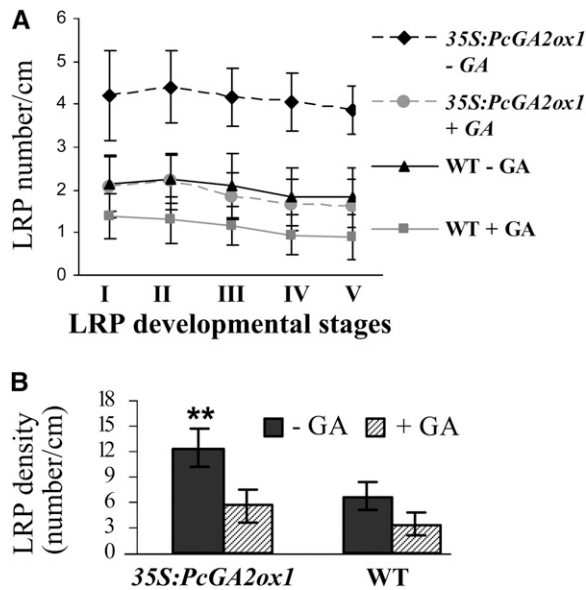 A
LRP number/cm
6
5
4
3
2
1
0
I II III IV V
LRP developmental stages
35S:PcGA2ox1
- GA
35S:PcGA2ox1
+ GA
WT - GA
WT + GA
B
LRP density
(number/cm)
18
15
12
9
6
3
0
**
- GA + GA
35S:PcGA2ox1 WT